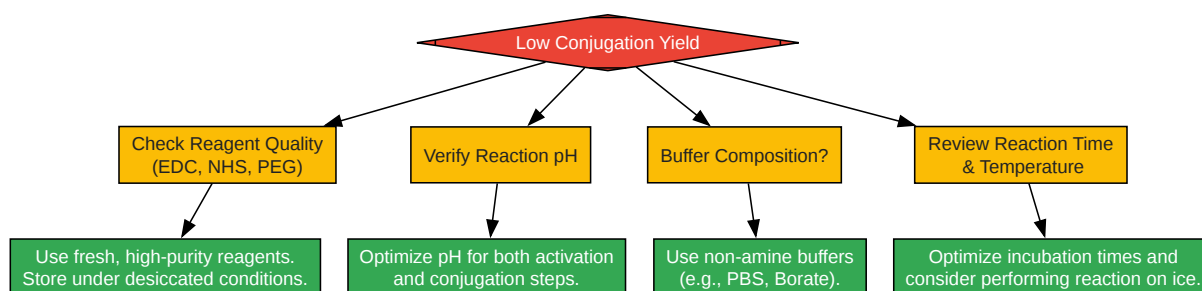 Low Conjugation Yield
Check Reagent Quality
(EDC, NHS, PEG)
Verify Reaction pH
Buffer Composition?
Review Reaction Time
& Temperature
Use fresh, high-purity reagents.
Store under desiccated conditions.
Optimize pH for both activation
and conjugation steps.
Use non-amine buffers
(e.g., PBS, Borate).
Optimize incubation times and
consider performing reaction on ice.